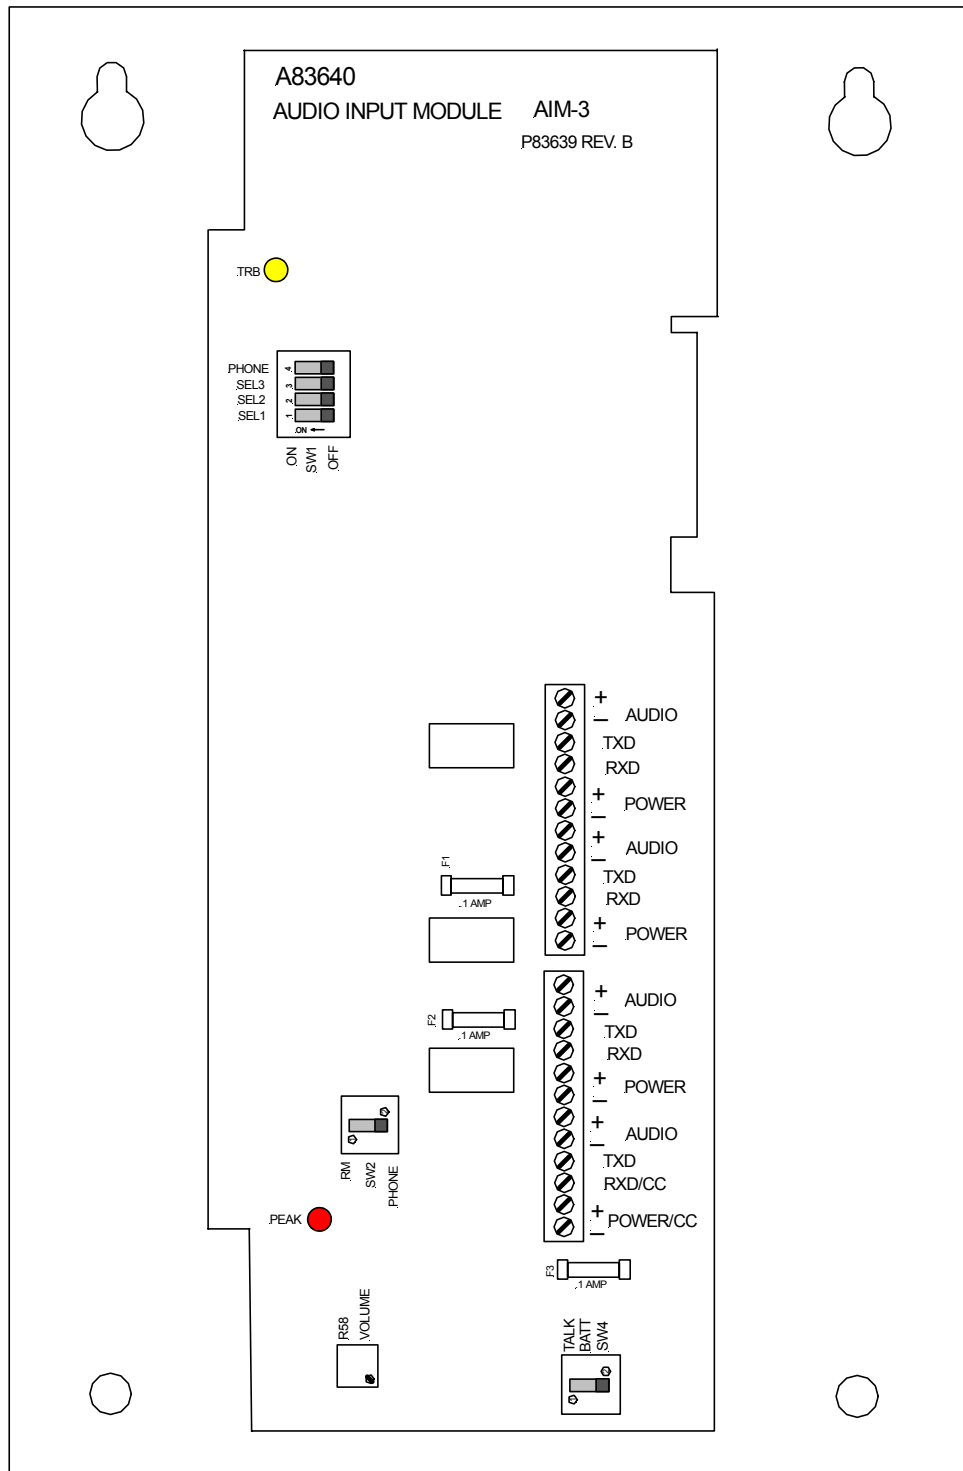 A83640
AUDIO INPUT MODULE AIM-3
P83639 REV. B
TRB
PHONE 4
SEL3 3
SEL2 2
SEL1 1
ON ←
ON
SW1
OFF
+
AUDIO
–
TXD
RXD
+
POWER
–
+
AUDIO
–
TXD
RXD
+
POWER
–
F1
.1 AMP
+
AUDIO
–
TXD
RXD
+
POWER
–
+
AUDIO
–
TXD
RXD/CC
+
POWER/CC
–
F2
.1 AMP
RM
SW2
PHONE
PEAK
F3
.1 AMP
R58
VOLUME
TALK
BATT
SW4